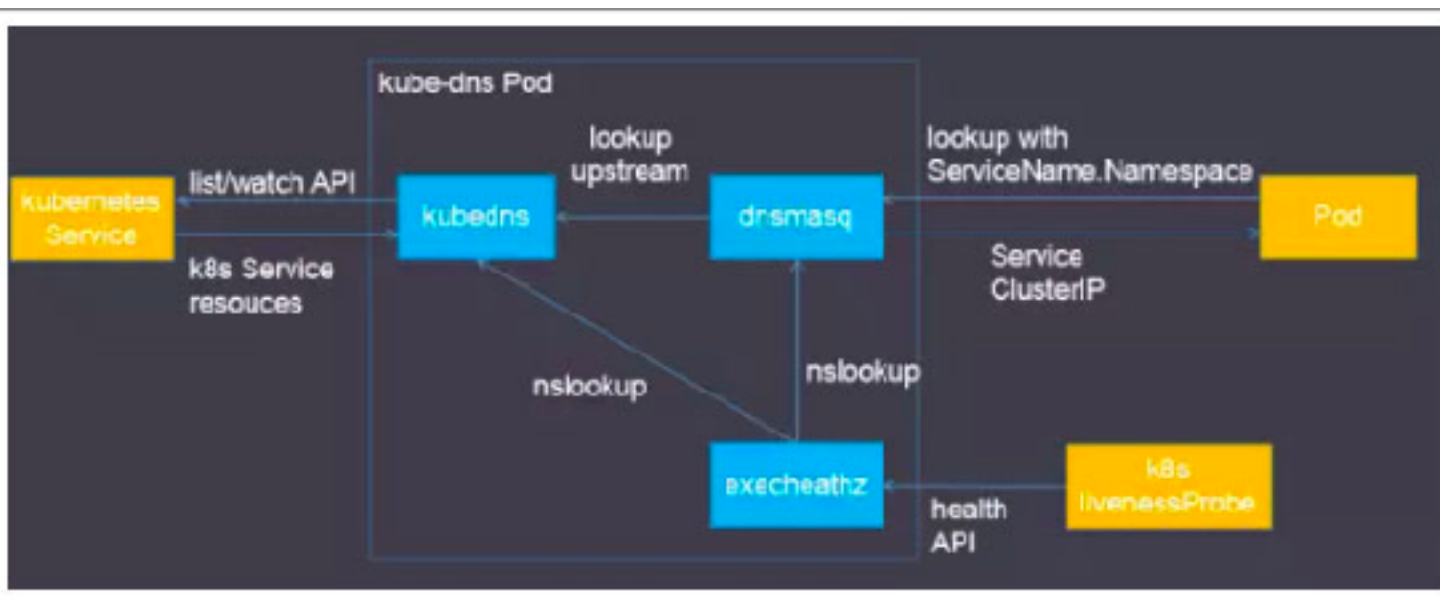 kube-dns Pod
lookup
upstream
lookup with
ServiceName.Namespace
list/watch API
kubernetes
Service
kubedns
dnsmasq
Pod
k8s Service
resouces
Service
ClusterIP
nslookup
nslookup
execheathz
k8s
livenessProbe
health
API